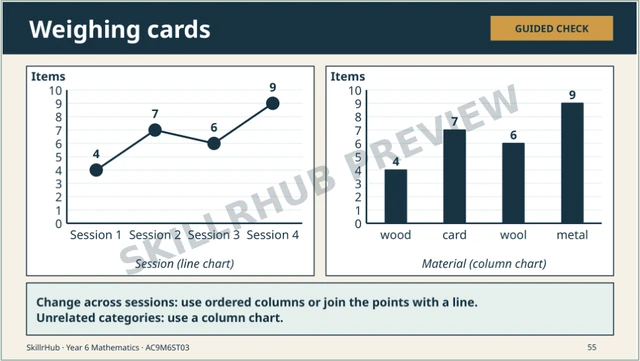 Weighing cards
GUIDED CHECK
Items
10
9
8
7
6
5
4
3
2
1
0
4
7
6
9
Session 1 Session 2 Session 3 Session 4
Session (line chart)
Items
10
9
8
7
6
5
4
3
2
1
0
4
7
6
9
wood card wool metal
Material (column chart)
SKILLRHUB PREVIEW
Change across sessions: use ordered columns or join the points with a line.
Unrelated categories: use a column chart.
SkillrHub · Year 6 Mathematics · AC9M6ST03
55